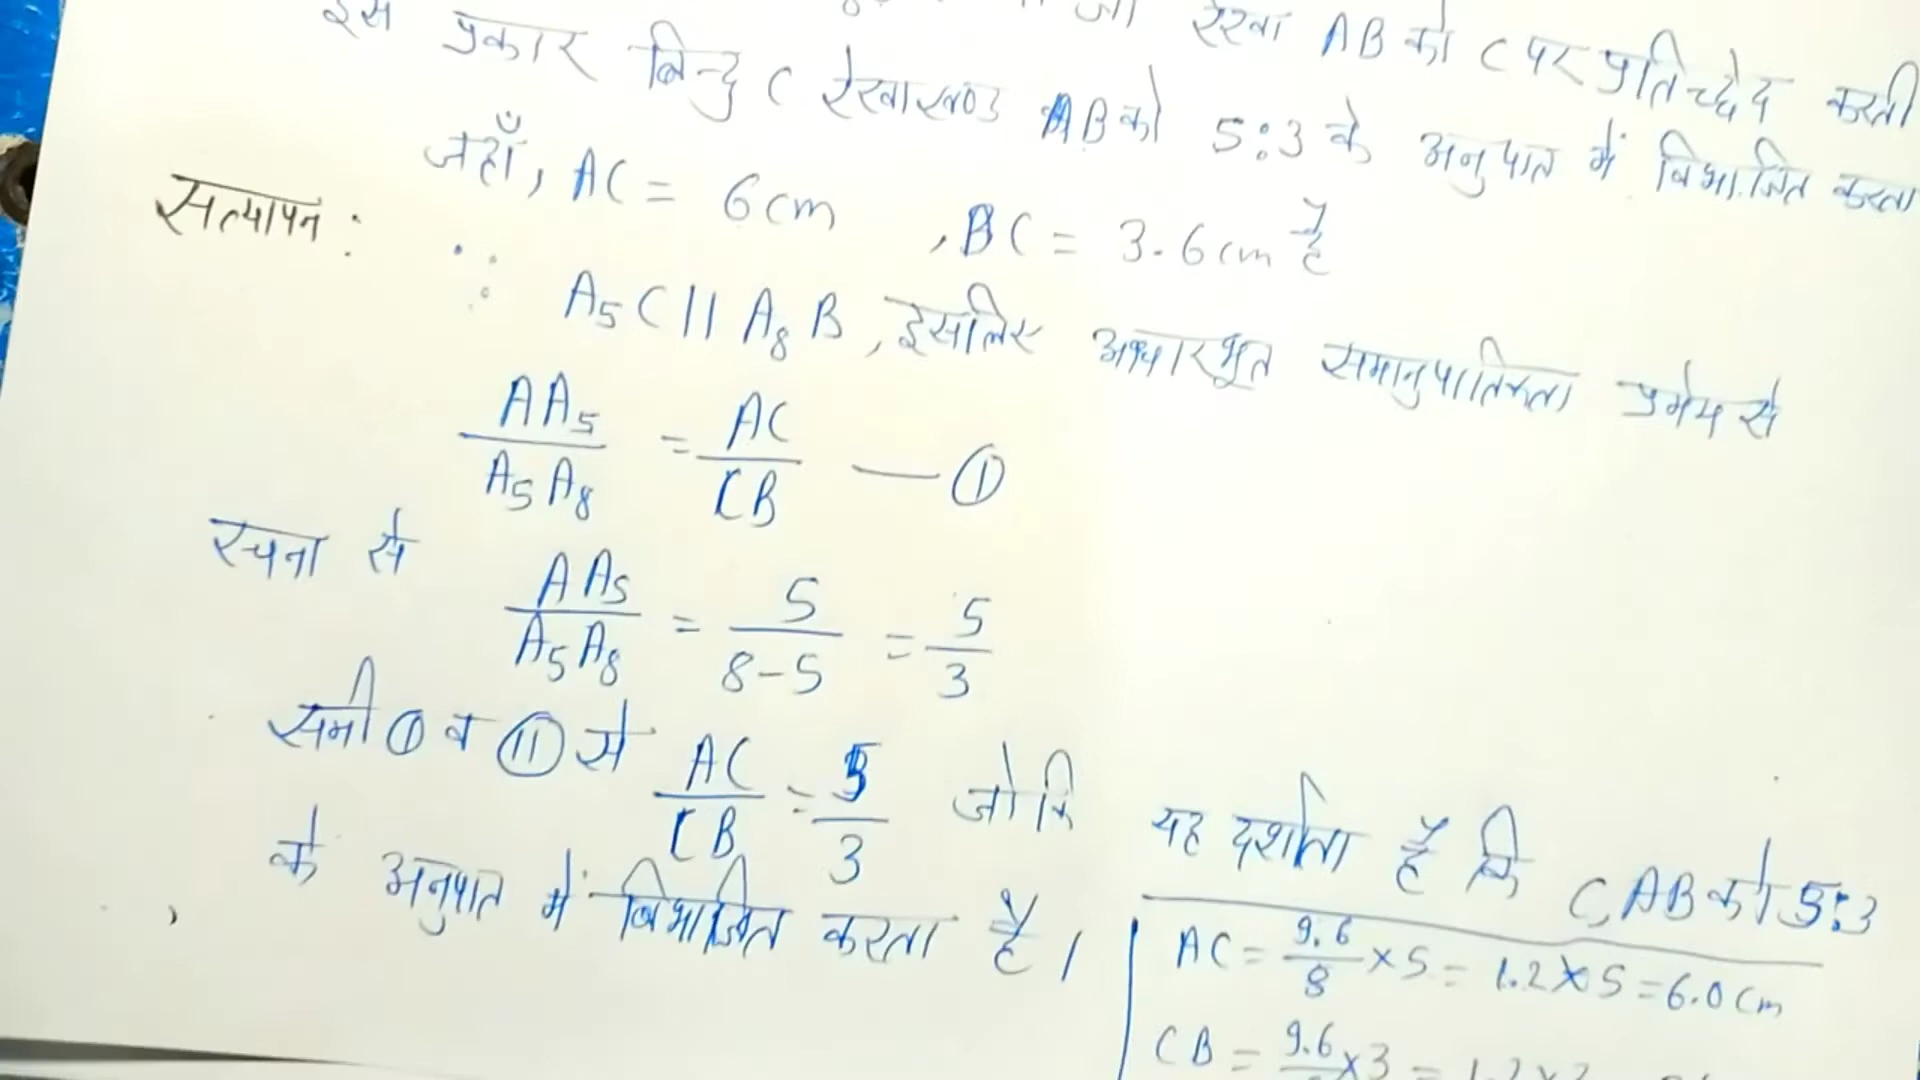 जो रेखा AB को C पर प्रतिच्छेद करती
इस प्रकार बिन्दु C रेखाखण्ड AB को 5:3 के अनुपात में विभाजित करता
जहाँ, AC = 6cm , BC = 3.6cm है
सत्यापन :
∵ A₅C || A₈B, इसलिए आधारभूत समानुपातिकता प्रमेय से
AA₅/A₅A₈ = AC/CB — (I)
रचना से
AA₅/A₅A₈ = 5/(8-5) = 5/3
समी (I) व (II) से AC/CB = 5/3 जो कि यह दर्शाता है कि C, AB को 5:3
के अनुपात में विभाजित करता है।
AC = 9.6/8 × 5 = 1.2 × 5 = 6.0 cm
CB = 9.6 × 3 =